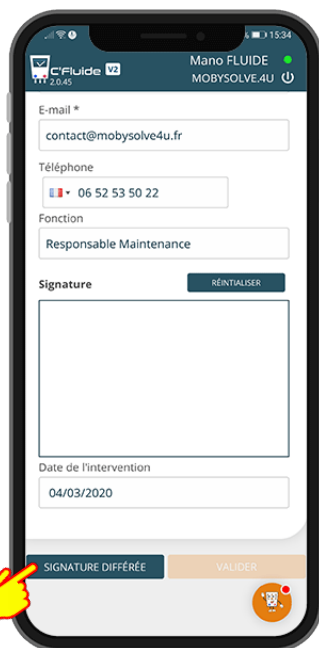 15:34
C'Fluide V2
2.0.45
Mano FLUIDE
MOBYSOLVE.4U
E-mail *
contact@mobysolve4u.fr
Téléphone
06 52 53 50 22
Fonction
Responsable Maintenance
Signature
RÉINTIALISER
Date de l'intervention
04/03/2020
SIGNATURE DIFFÉRÉE
VALIDER